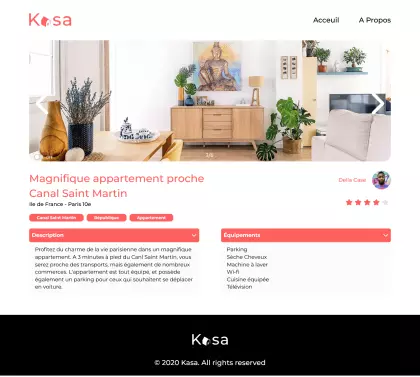 Kasa
Acceuil A Propos
1/5
Magnifique appartement proche
Canal Saint Martin
Delia Casa
Ile de France - Paris 10e
Canal Saint Martin République Appartement
Description
Équipements
Profitez du charme de la vie parisienne dans un magnifique
appartement. A 3 minutes à pied du Canl Saint Martin, vous
serez proche des transports, mais également de nombreux
commerces. L'appartement est tout équipé, et possède
également un parking pour ceux qui souhaitent se déplacer
en voiture.
Parking
Sèche Cheveux
Machine à laver
Wi-fi
Cuisine équipée
Télévision
Kasa
© 2020 Kasa. All rights reserved